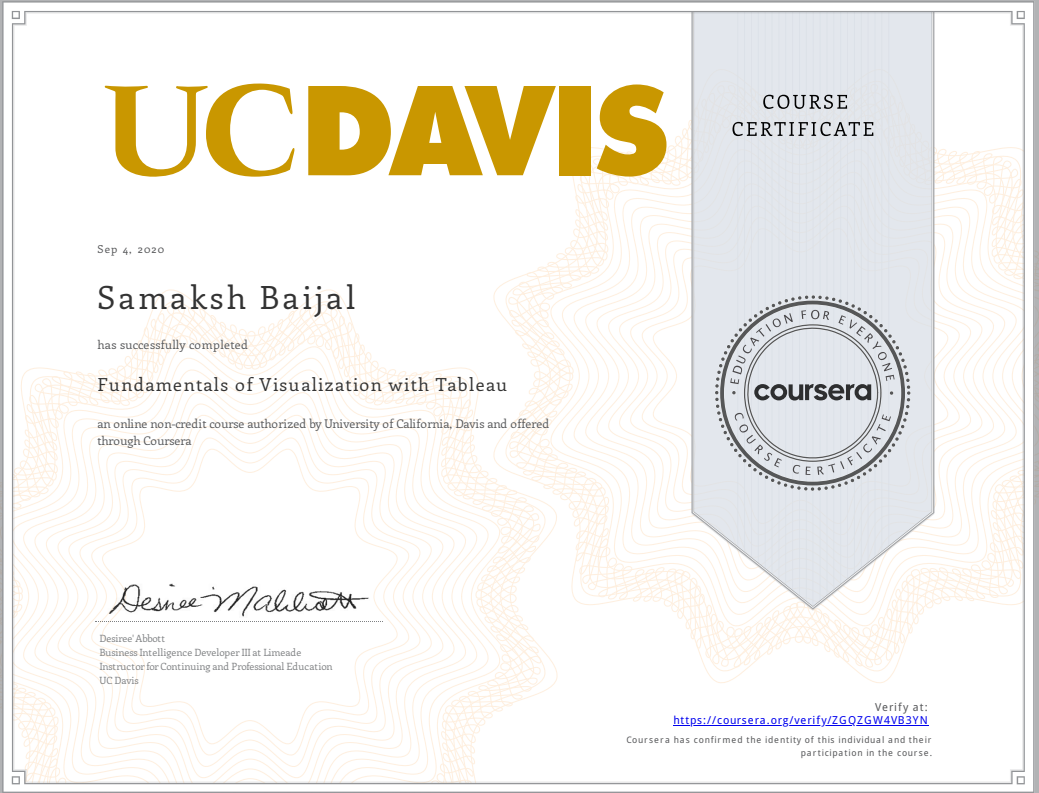 UCDAVIS
COURSE
CERTIFICATE
Sep 4, 2020
Samaksh Baijal
has successfully completed
Fundamentals of Visualization with Tableau
an online non-credit course authorized by University of California, Davis and offered
through Coursera
EDUCATION FOR EVERYONE
coursera
COURSE CERTIFICATE
Desiree' Abbott
Business Intelligence Developer III at Limeade
Instructor for Continuing and Professional Education
UC Davis
Verify at:
https://coursera.org/verify/ZGQZGW4VB3YN
Coursera has confirmed the identity of this individual and their
participation in the course.